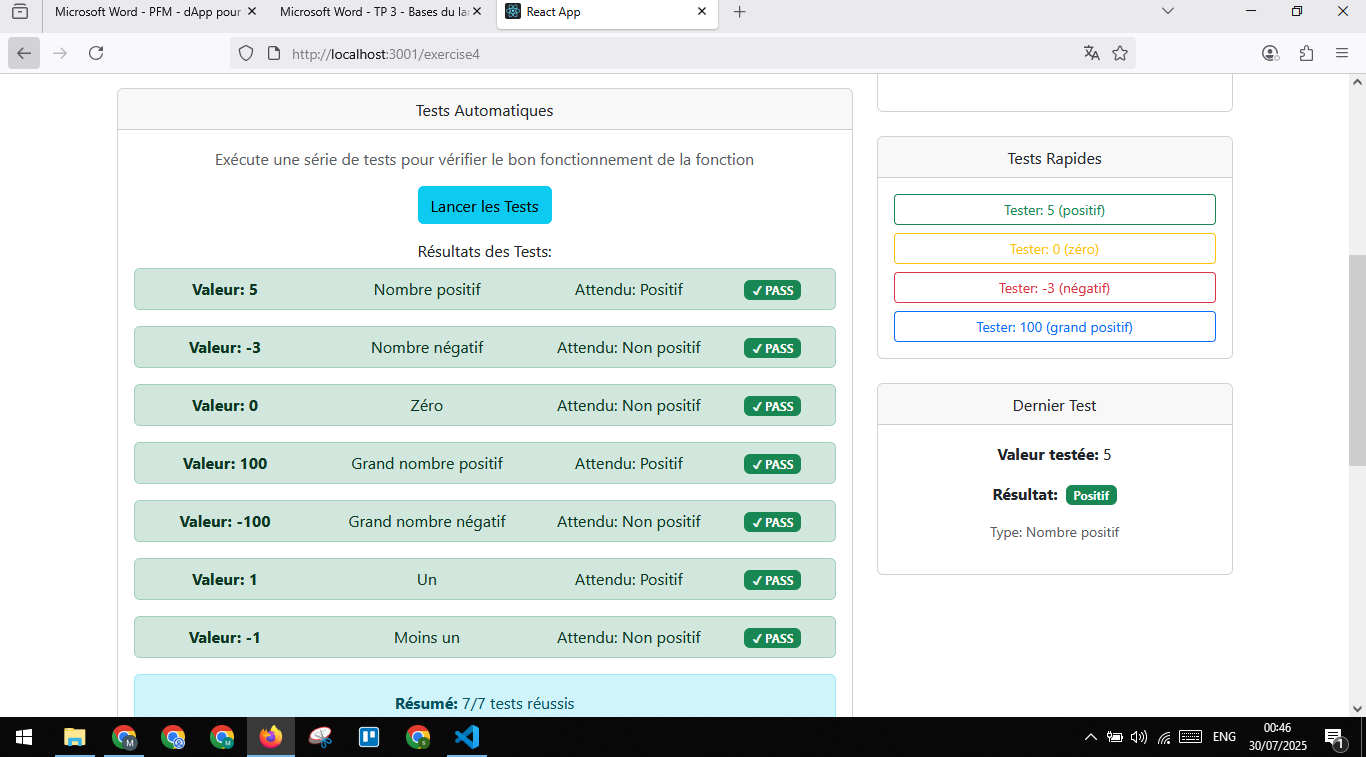 Microsoft Word - PFM - dApp pour
Microsoft Word - TP 3 - Bases du la
React App
http://localhost:3001/exercise4
Tests Automatiques
Exécute une série de tests pour vérifier le bon fonctionnement de la fonction
Lancer les Tests
Résultats des Tests:
Valeur: 5 Nombre positif Attendu: Positif ✓ PASS
Valeur: -3 Nombre négatif Attendu: Non positif ✓ PASS
Valeur: 0 Zéro Attendu: Non positif ✓ PASS
Valeur: 100 Grand nombre positif Attendu: Positif ✓ PASS
Valeur: -100 Grand nombre négatif Attendu: Non positif ✓ PASS
Valeur: 1 Un Attendu: Positif ✓ PASS
Valeur: -1 Moins un Attendu: Non positif ✓ PASS
Résumé: 7/7 tests réussis
Tests Rapides
Tester: 5 (positif)
Tester: 0 (zéro)
Tester: -3 (négatif)
Tester: 100 (grand positif)
Dernier Test
Valeur testée: 5
Résultat: Positif
Type: Nombre positif
ENG
00:46
30/07/2025
1